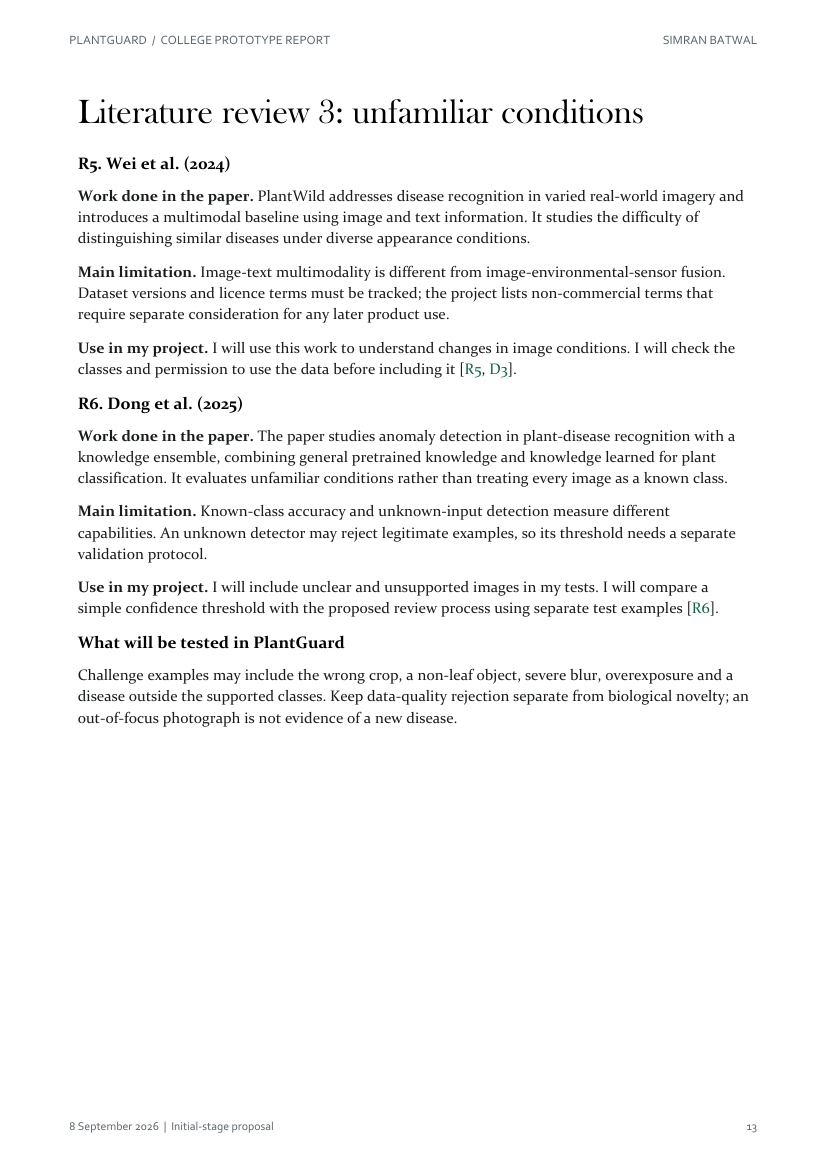 PLANTGUARD / COLLEGE PROTOTYPE REPORT
SIMRAN BATWAL
Literature review 3: unfamiliar conditions
R5. Wei et al. (2024)
Work done in the paper. PlantWild addresses disease recognition in varied real-world imagery and
introduces a multimodal baseline using image and text information. It studies the difficulty of
distinguishing similar diseases under diverse appearance conditions.
Main limitation. Image-text multimodality is different from image-environmental-sensor fusion.
Dataset versions and licence terms must be tracked; the project lists non-commercial terms that
require separate consideration for any later product use.
Use in my project. I will use this work to understand changes in image conditions. I will check the
classes and permission to use the data before including it [R5, D3].
R6. Dong et al. (2025)
Work done in the paper. The paper studies anomaly detection in plant-disease recognition with a
knowledge ensemble, combining general pretrained knowledge and knowledge learned for plant
classification. It evaluates unfamiliar conditions rather than treating every image as a known class.
Main limitation. Known-class accuracy and unknown-input detection measure different
capabilities. An unknown detector may reject legitimate examples, so its threshold needs a separate
validation protocol.
Use in my project. I will include unclear and unsupported images in my tests. I will compare a
simple confidence threshold with the proposed review process using separate test examples [R6].
What will be tested in PlantGuard
Challenge examples may include the wrong crop, a non-leaf object, severe blur, overexposure and a
disease outside the supported classes. Keep data-quality rejection separate from biological novelty; an
out-of-focus photograph is not evidence of a new disease.
8 September 2026 | Initial-stage proposal
13